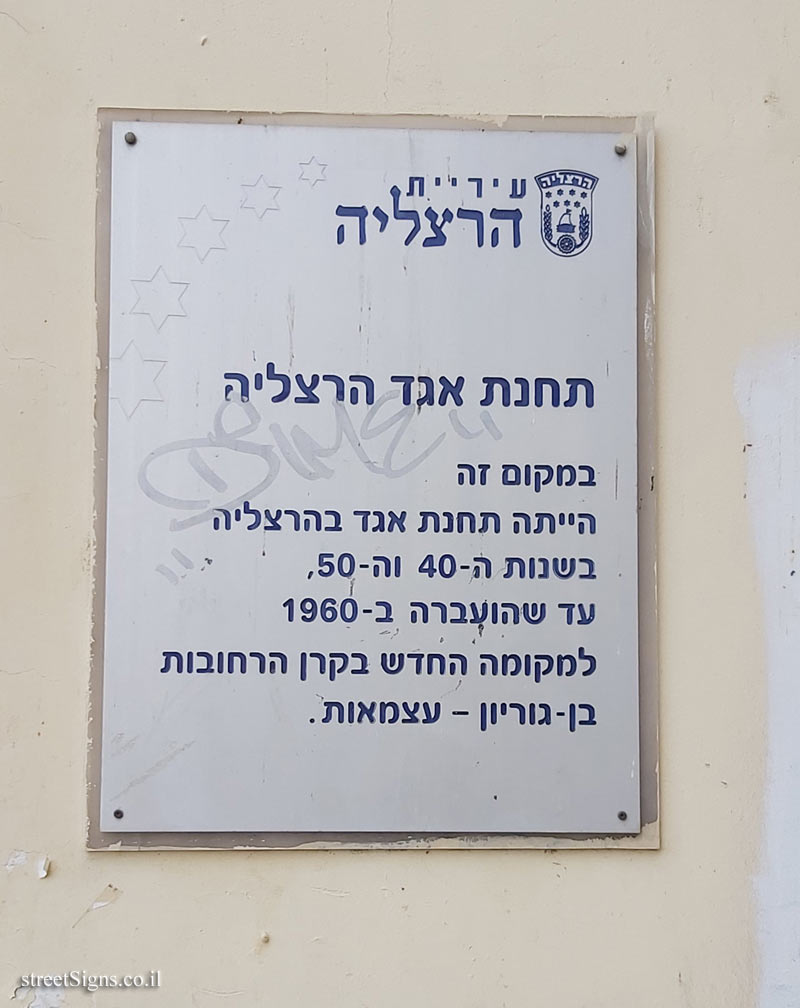 הרצליה
עיריית
הרצליה
תחנת אגד הרצליה
במקום זה
הייתה תחנת אגד בהרצליה
בשנות ה-40 וה-50,
עד שהועברה ב-1960
למקומה החדש בקרן הרחובות
בן-גוריון – עצמאות.
streetSigns.co.il